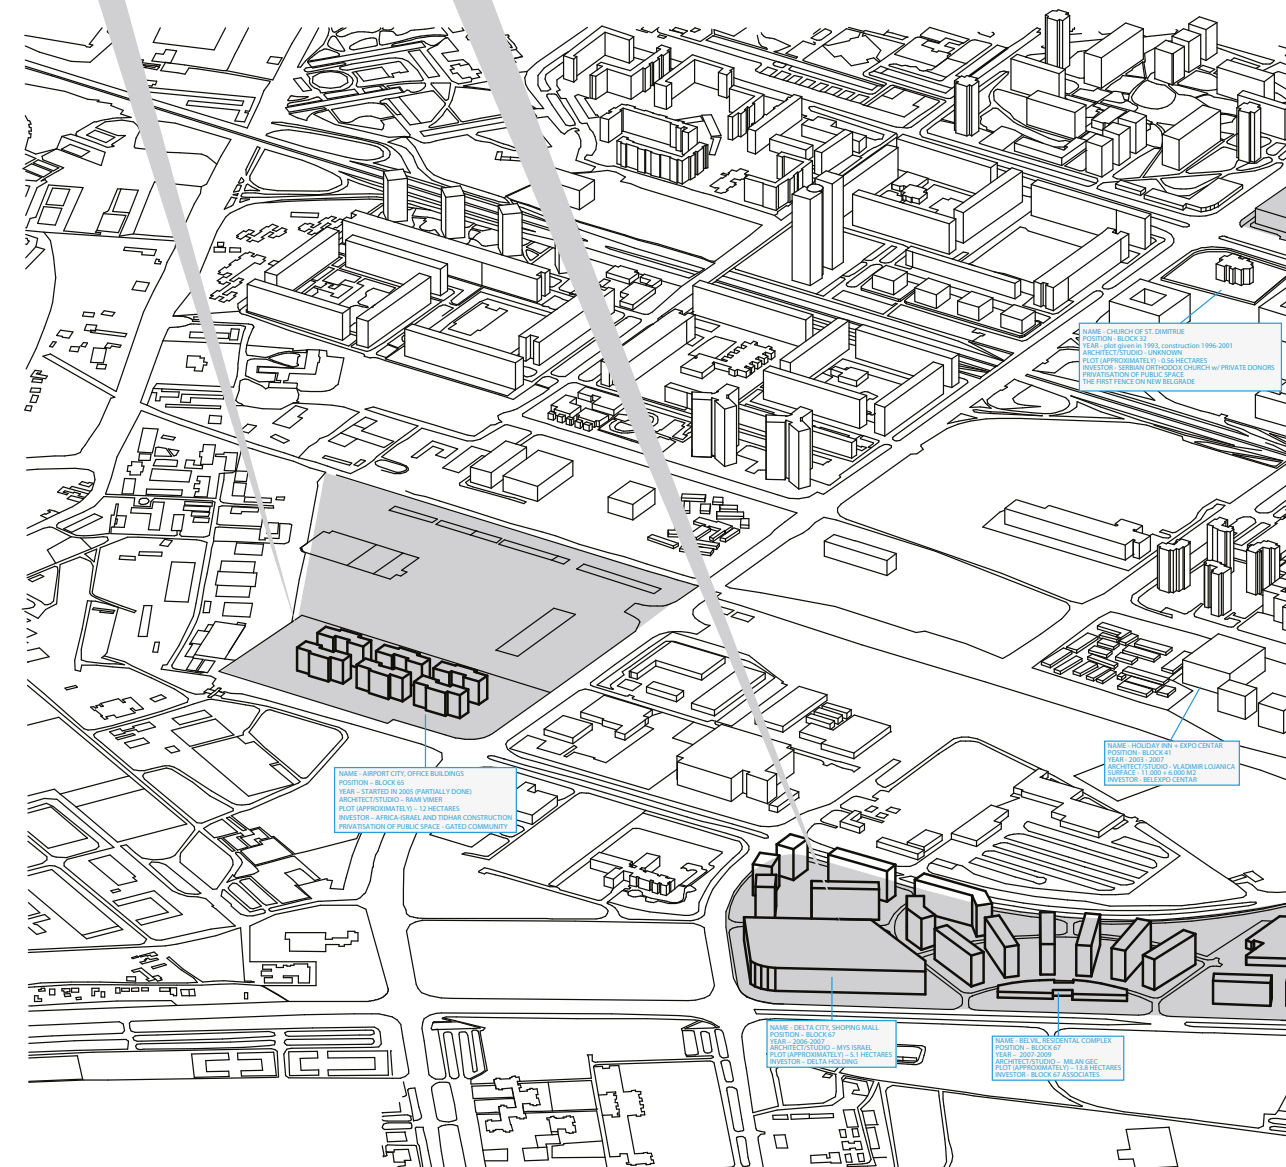 NAME - CHURCH OF ST. DIMITRUE
POSITION - BLOCK 32
YEAR - plot given in 1993, construction 1996-2001
ARCHITECT/STUDIO - UNKNOWN
PLOT (APPROXIMATELY) - 0.56 HECTARES
INVESTOR - SERBIAN ORTHODOX CHURCH w/ PRIVATE DONORS
PRIVATISATION OF PUBLIC SPACE
THE FIRST FENCE ON NEW BELGRADE
NAME - HOLIDAY INN + EXPO CENTAR
POSITION - BLOCK 41
YEAR - 2003 - 2007
ARCHITECT/STUDIO - VLADIMIR LOJANICA
SURFACE - 11.000 + 6.000 M2
INVESTOR - BELEXPO CENTAR
NAME - AIRPORT CITY, OFFICE BUILDINGS
POSITION – BLOCK 65
YEAR – STARTED IN 2005 (PARTIALLY DONE)
ARCHITECT/STUDIO – RAMI VIMER
PLOT (APPROXIMATELY) – 12 HECTARES
INVESTOR – AFRICA-ISRAEL AND TIDHAR CONSTRUCTION
PRIVATISATION OF PUBLIC SPACE - GATED COMMUNITY
NAME - DELTA CITY, SHOPING MALL
POSITION – BLOCK 67
YEAR – 2006-2007
ARCHITECT/STUDIO – MYS ISRAEL
PLOT (APPROXIMATELY) – 5.1 HECTARES
INVESTOR – DELTA HOLDING
NAME - BELVIL, RESIDENTAL COMPLEX
POSITION – BLOCK 67
YEAR – 2007-2009
ARCHITECT/STUDIO – MILAN GEC
PLOT (APPROXIMATELY) – 13.8 HECTARES
INVESTOR - BLOCK 67 ASSOCIATES